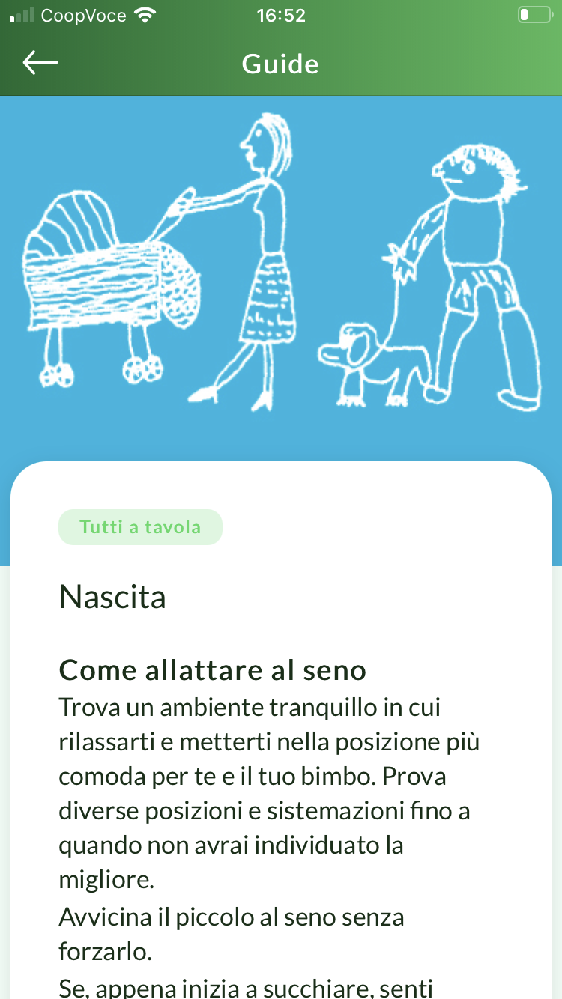 CoopVoce
16:52
Guide
Tutti a tavola
Nascita
Come allattare al seno
Trova un ambiente tranquillo in cui
rilassarti e metterti nella posizione più
comoda per te e il tuo bimbo. Prova
diverse posizioni e sistemazioni fino a
quando non avrai individuato la
migliore.
Avvicina il piccolo al seno senza
forzarlo.
Se, appena inizia a succhiare, senti